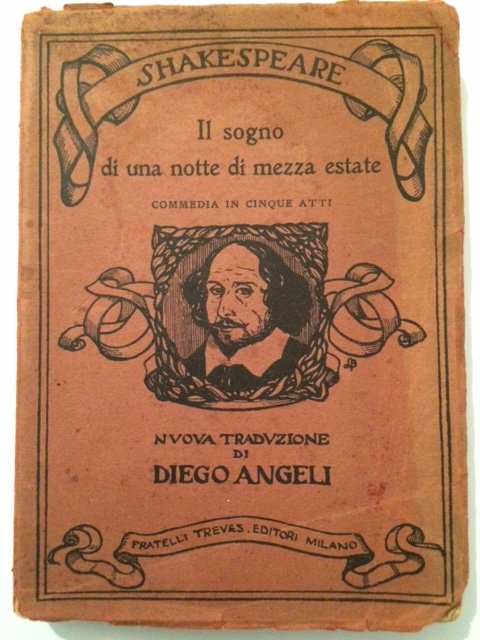 SHAKESPEARE
Il sogno
di una notte di mezza estate
COMMEDIA IN CINQUE ATTI
NVOVA TRADVZIONE
DI
DIEGO ANGELI
FRATELLI TREVES . EDITORI MILANO